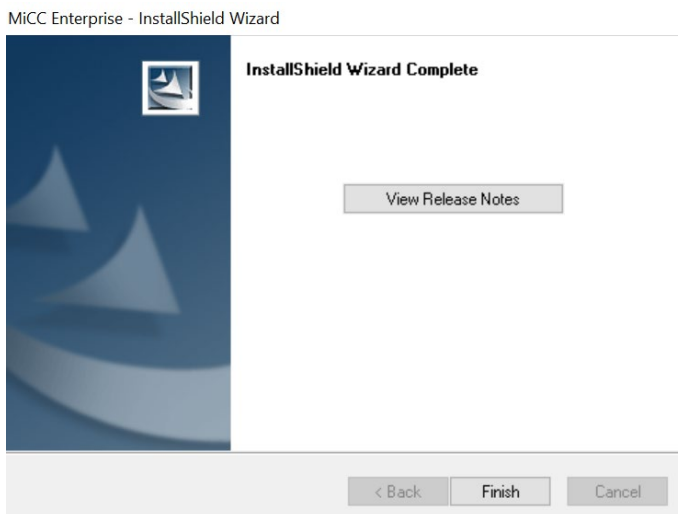 MiCC Enterprise - InstallShield Wizard
InstallShield Wizard Complete
View Release Notes
< Back Finish Cancel